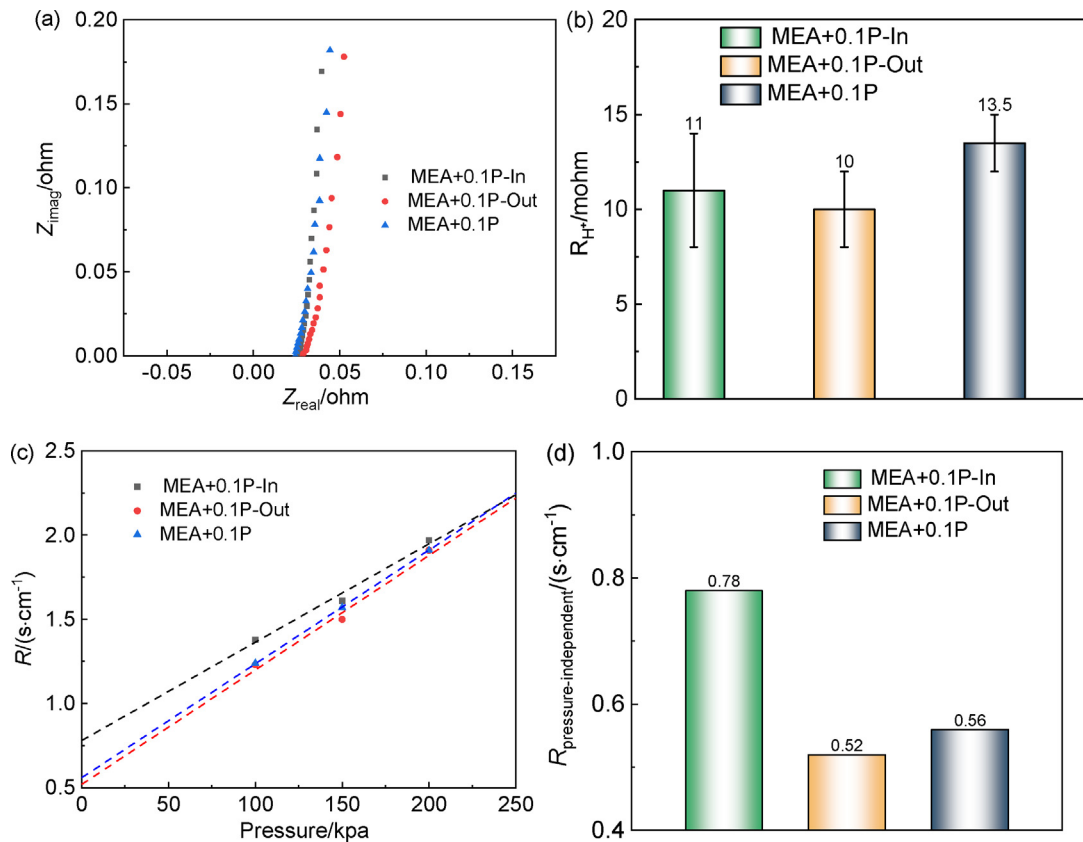 (a)
0.20
0.15
0.10
0.05
0.00
Zimag/ohm
MEA+0.1P-In
MEA+0.1P-Out
MEA+0.1P
-0.05 0.00 0.05 0.10 0.15
Zreal/ohm
(b)
20
15
10
5
0
RH+/mohm
MEA+0.1P-In
MEA+0.1P-Out
MEA+0.1P
11
10
13.5
(c)
2.5
2.0
1.5
1.0
0.5
R/(s·cm-1)
MEA+0.1P-In
MEA+0.1P-Out
MEA+0.1P
0 50 100 150 200 250
Pressure/kpa
(d)
1.0
0.8
0.6
0.4
Rpressure-independent/(s·cm-1)
MEA+0.1P-In
MEA+0.1P-Out
MEA+0.1P
0.78
0.52
0.56